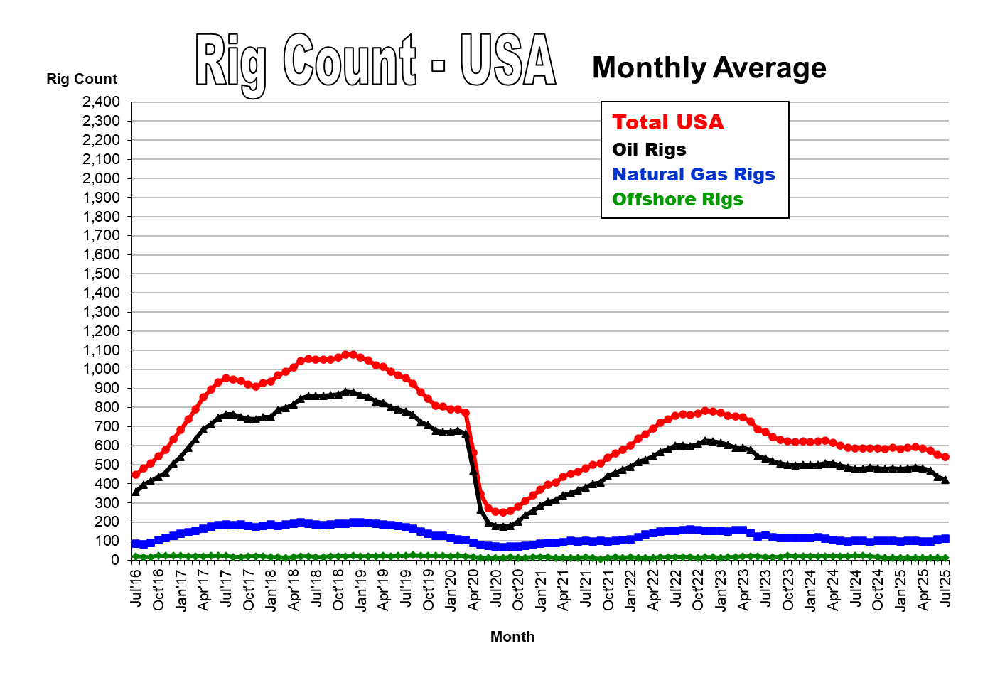 Rig Count - USA Monthly Average
Rig Count
2,400
2,300
2,200
2,100
2,000
1,900
1,800
1,700
1,600
1,500
1,400
1,300
1,200
1,100
1,000
900
800
700
600
500
400
300
200
100
0
Total USA
Oil Rigs
Natural Gas Rigs
Offshore Rigs
Jul'16
Oct'16
Jan'17
Apr'17
Jul'17
Oct'17
Jan'18
Apr'18
Jul'18
Oct'18
Jan'19
Apr'19
Jul'19
Oct'19
Jan'20
Apr'20
Jul'20
Oct'20
Jan'21
Apr'21
Jul'21
Oct'21
Jan'22
Apr'22
Jul'22
Oct'22
Jan'23
Apr'23
Jul'23
Oct'23
Jan'24
Apr'24
Jul'24
Oct'24
Jan'25
Apr'25
Jul'25
Month